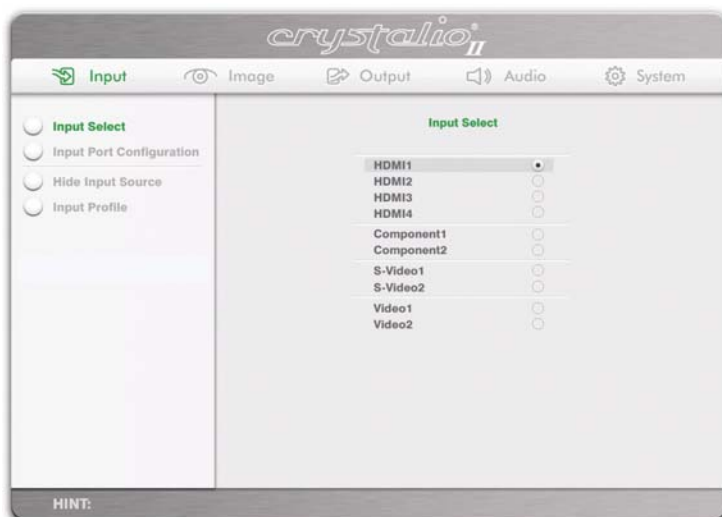 crystalio® II
Input Image Output Audio System
Input Select
Input Port Configuration
Hide Input Source
Input Profile
Input Select
HDMI1
HDMI2
HDMI3
HDMI4
Component1
Component2
S-Video1
S-Video2
Video1
Video2
HINT: